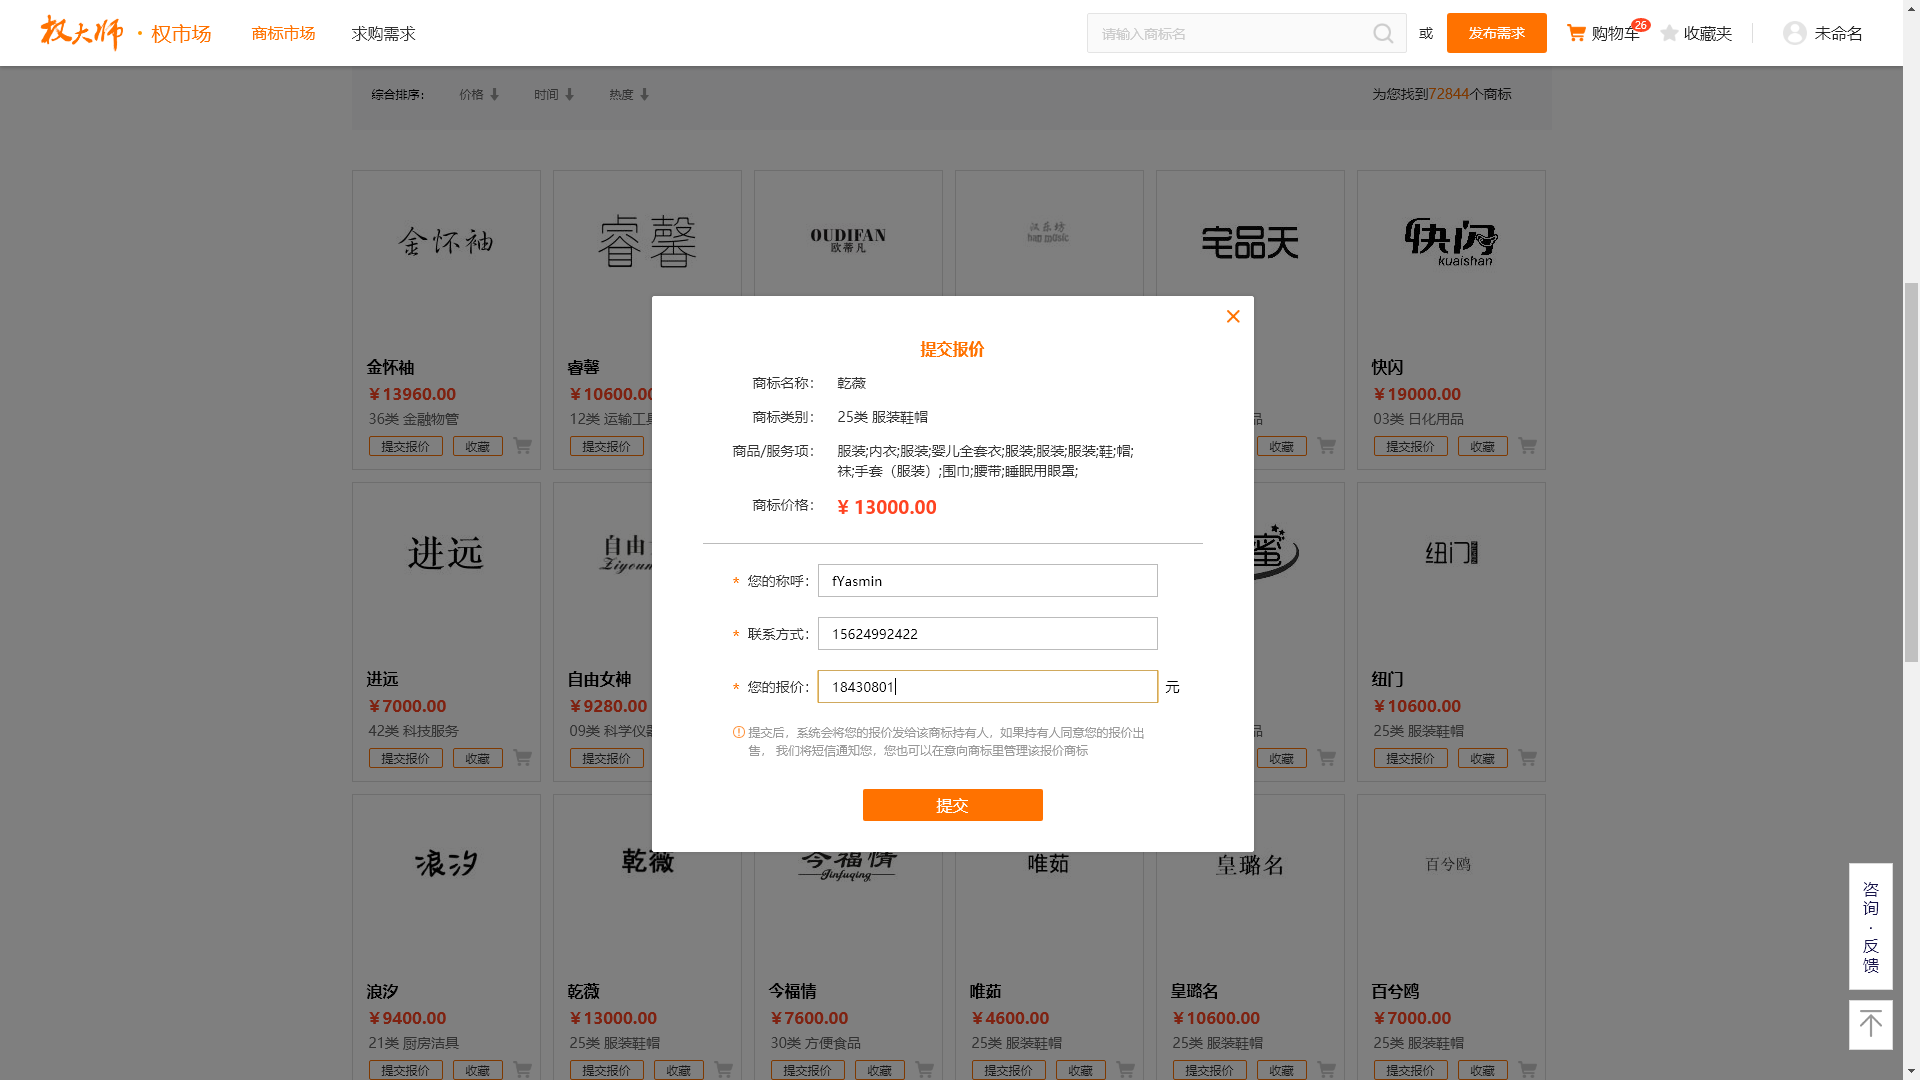 权大师 · 权市场 商标市场 求购需求 请输入商标名 或 发布需求 购物车 26 收藏夹 未命名
综合排序: 价格 时间 热度 为您找到72844个商标
金怀袖 睿馨 OUDIFAN 汉乐坊 宅品天 快闪
欧蒂凡 han music kuaishan
提交报价
商标名称: 乾薇
商标类别: 25类 服装鞋帽
商品/服务项: 服装;内衣;服装;婴儿全套衣;服装;服装;服装;鞋;帽;
袜;手套（服装）;围巾;腰带;睡眠用眼罩;
商标价格: ¥ 13000.00
* 您的称呼: fYasmin
* 联系方式: 15624992422
* 您的报价: 18430801 元
提交后，系统会将您的报价发给该商标持有人，如果持有人同意您的报价出
售， 我们将短信通知您，您也可以在意向商标里管理该报价商标
提交
金怀袖 睿馨 快闪
¥13960.00 ¥10600.00 ¥19000.00
36类 金融物管 12类 运输工具 品 03类 日化用品
提交报价 收藏 提交报价 收藏 提交报价 收藏
进远 自由 蜜 纽门
进远 自由女神 纽门
¥7000.00 ¥9280.00 ¥10600.00
42类 科技服务 09类 科学仪器 品 25类 服装鞋帽
提交报价 收藏 提交报价 收藏 提交报价 收藏
浪汐 乾薇 今福情 唯茹 皇璐名 百兮鸥
Jinfuqing
浪汐 乾薇 今福情 唯茹 皇璐名 百兮鸥
¥9400.00 ¥13000.00 ¥7600.00 ¥4600.00 ¥10600.00 ¥7000.00
21类 厨房洁具 25类 服装鞋帽 30类 方便食品 25类 服装鞋帽 25类 服装鞋帽 25类 服装鞋帽
提交报价 收藏 提交报价 收藏 提交报价 收藏 提交报价 收藏 提交报价 收藏 提交报价 收藏
咨
询
·
反
馈